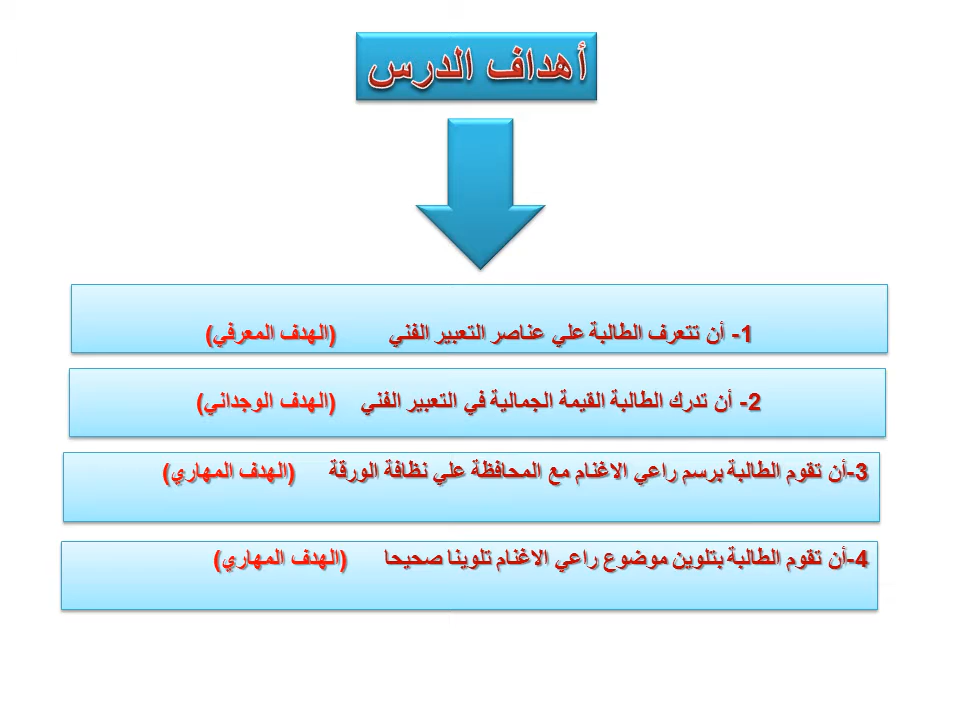 أهداف الدرس
1- أن تتعرف الطالبة علي عناصر التعبير الفني (الهدف المعرفي)
2- أن تدرك الطالبة القيمة الجمالية في التعبير الفني (الهدف الوجداني)
3-أن تقوم الطالبة برسم راعي الاغنام مع المحافظة علي نظافة الورقة (الهدف المهاري)
4-أن تقوم الطالبة بتلوين موضوع راعي الاغنام تلوينا صحيحا (الهدف المهاري)